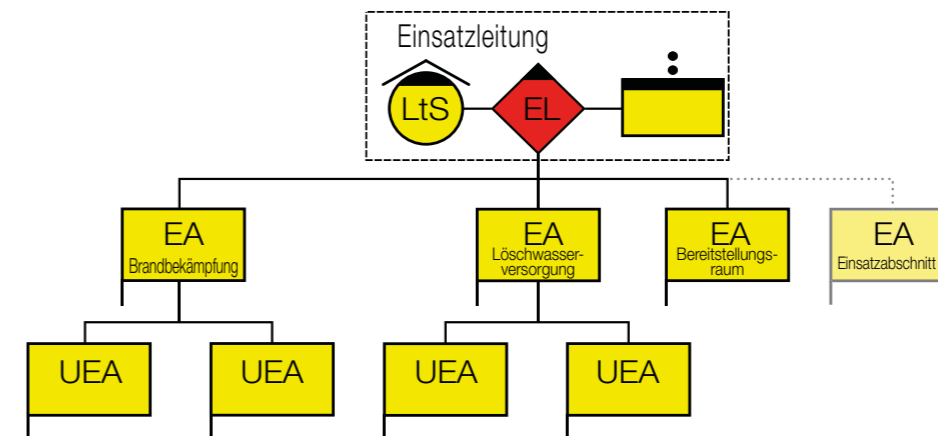 Einsatzleitung
LtS
EL
EA
Brandbekämpfung
EA
Löschwasser-
versorgung
EA
Bereitstellungs-
raum
EA
Einsatzabschnitt
UEA
UEA
UEA
UEA